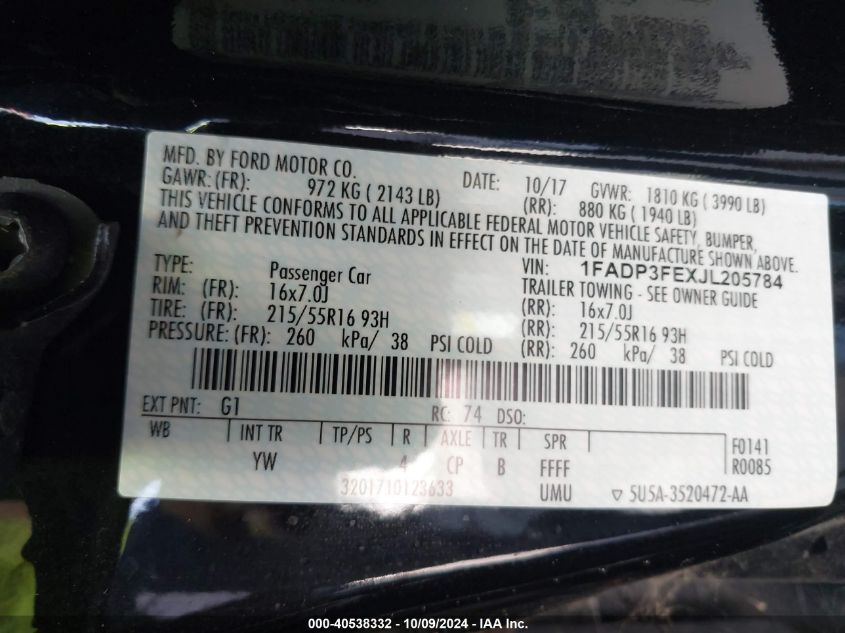 MFD. BY FORD MOTOR CO. DATE: 10/17 GVWR: 1810 KG ( 3990 LB)
GAWR: (FR): 972 KG ( 2143 LB) (RR): 880 KG ( 1940 LB)
THIS VEHICLE CONFORMS TO ALL APPLICABLE FEDERAL MOTOR VEHICLE SAFETY, BUMPER,
AND THEFT PREVENTION STANDARDS IN EFFECT ON THE DATE OF MANUFACTURE SHOWN ABOVE.
VIN: 1FADP3FEXJL205784
TYPE: Passenger Car TRAILER TOWING - SEE OWNER GUIDE
RIM: (FR): 16x7.0J (RR): 16x7.0J
TIRE: (FR): 215/55R16 93H (RR): 215/55R16 93H
PRESSURE: (FR): 260 kPa/ 38 PSI COLD (RR): 260 kPa/ 38 PSI COLD
EXT PNT: G1 RC: 74 DSO:
WB INT TR TP/PS R AXLE TR SPR F0141
YW 4 CP B FFFF R0085
3201710123633 UMU ▽ 5U5A-3520472-AA
000-40538332 - 10/09/2024 - IAA Inc.